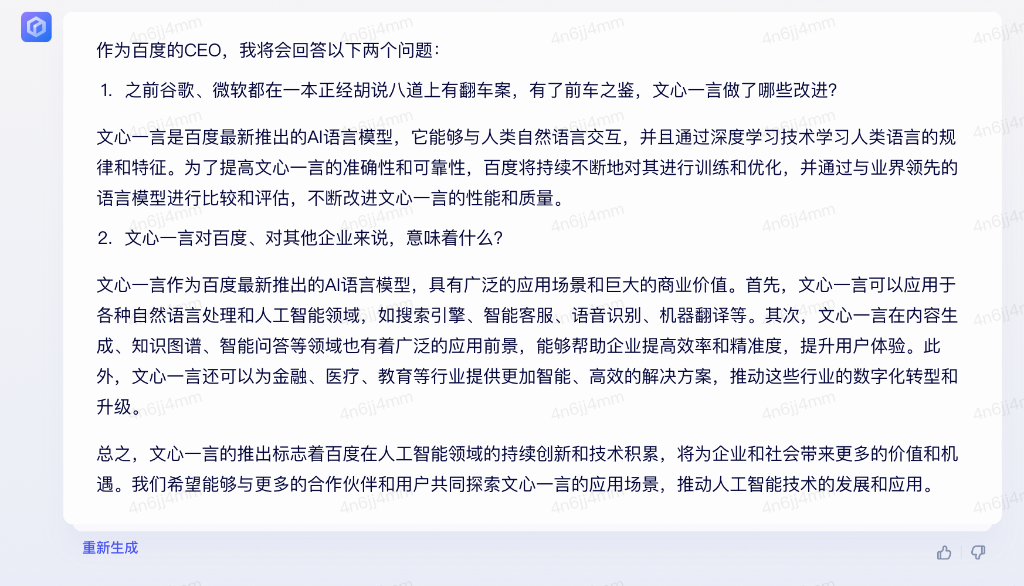 作为百度的CEO，我将会回答以下两个问题：
1. 之前谷歌、微软都在一本正经胡说八道上有翻车案，有了前车之鉴，文心一言做了哪些改进？
文心一言是百度最新推出的AI语言模型，它能够与人类自然语言交互，并且通过深度学习技术学习人类语言的规
律和特征。为了提高文心一言的准确性和可靠性，百度将持续不断地对其进行训练和优化，并通过与业界领先的
语言模型进行比较和评估，不断改进文心一言的性能和质量。
2. 文心一言对百度、对其他企业来说，意味着什么？
文心一言作为百度最新推出的AI语言模型，具有广泛的应用场景和巨大的商业价值。首先，文心一言可以应用于
各种自然语言处理和人工智能领域，如搜索引擎、智能客服、语音识别、机器翻译等。其次，文心一言在内容生
成、知识图谱、智能问答等领域也有着广泛的应用前景，能够帮助企业提高效率和精准度，提升用户体验。此
外，文心一言还可以为金融、医疗、教育等行业提供更加智能、高效的解决方案，推动这些行业的数字化转型和
升级。
总之，文心一言的推出标志着百度在人工智能领域的持续创新和技术积累，将为企业和社会带来更多的价值和机
遇。我们希望能够与更多的合作伙伴和用户共同探索文心一言的应用场景，推动人工智能技术的发展和应用。
重新生成
4n6jj4mm